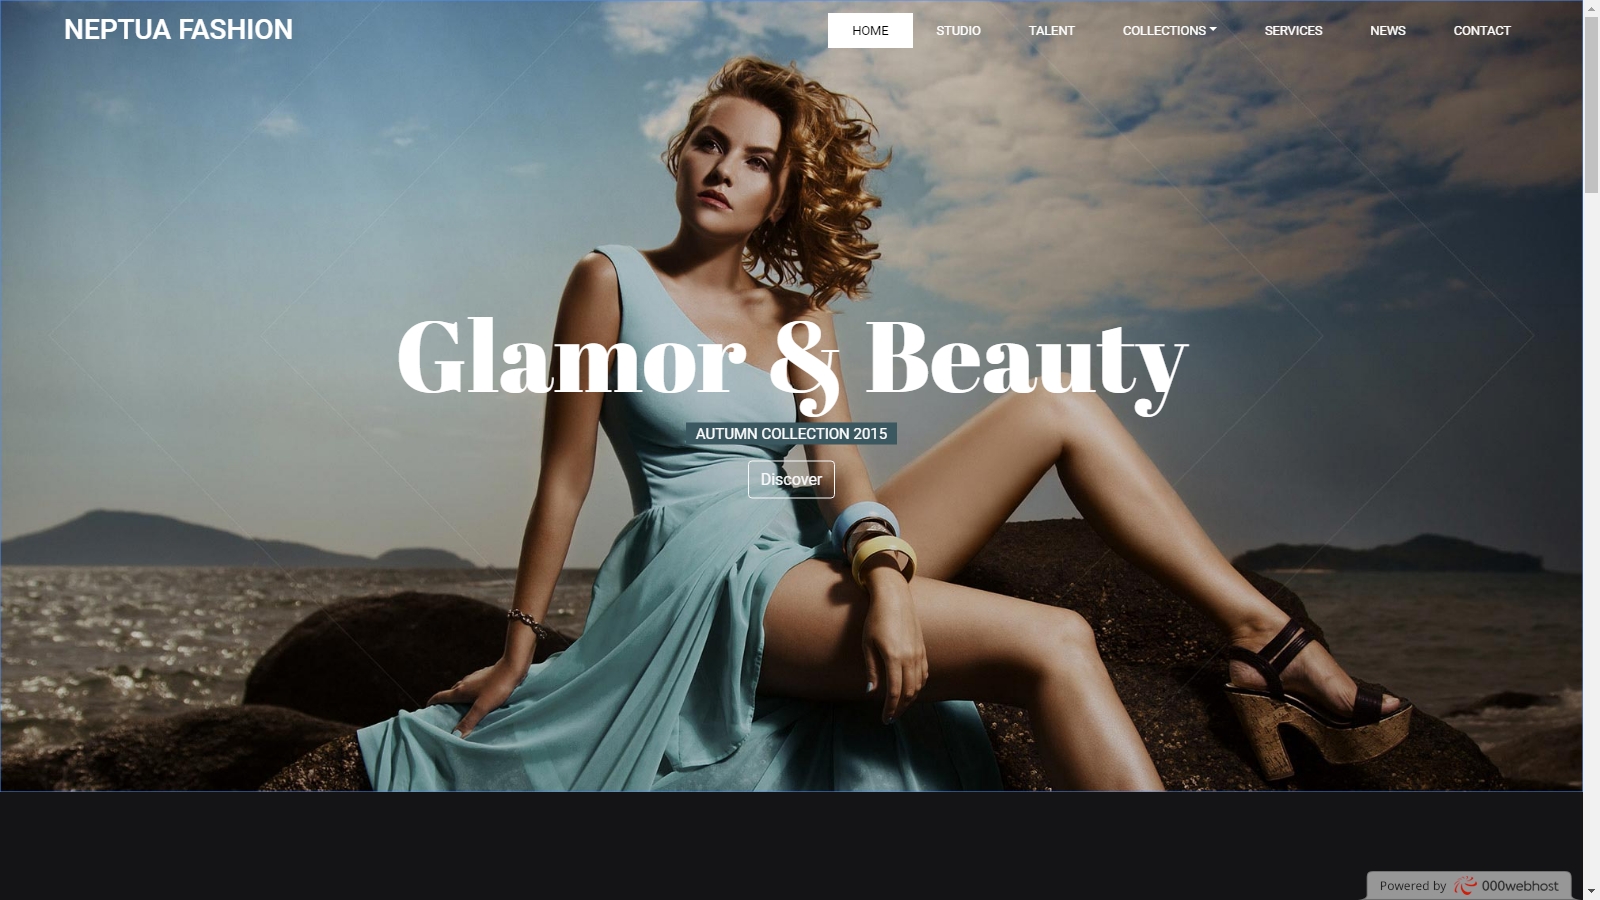 NEPTUA FASHION
HOME STUDIO TALENT COLLECTIONS SERVICES NEWS CONTACT
Glamor & Beauty
AUTUMN COLLECTION 2015
Discover
Powered by 000webhost